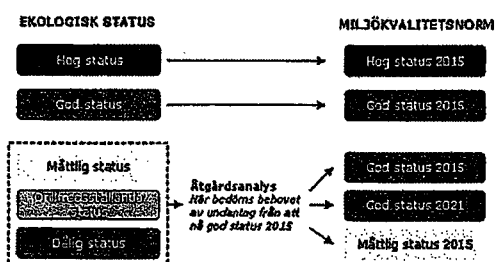 EKOLOGISK STATUS
MILJÖKVALITETSNORM
Hög status
Hög status 2015
God status
God status 2015
Måttlig status
Otillfredsställande
status
Dålig status
Åtgärdsanalys
Här bedöms behovet
av undantag från att
nå god status 2015
God status 2015
God status 2021
Måttlig status 2015